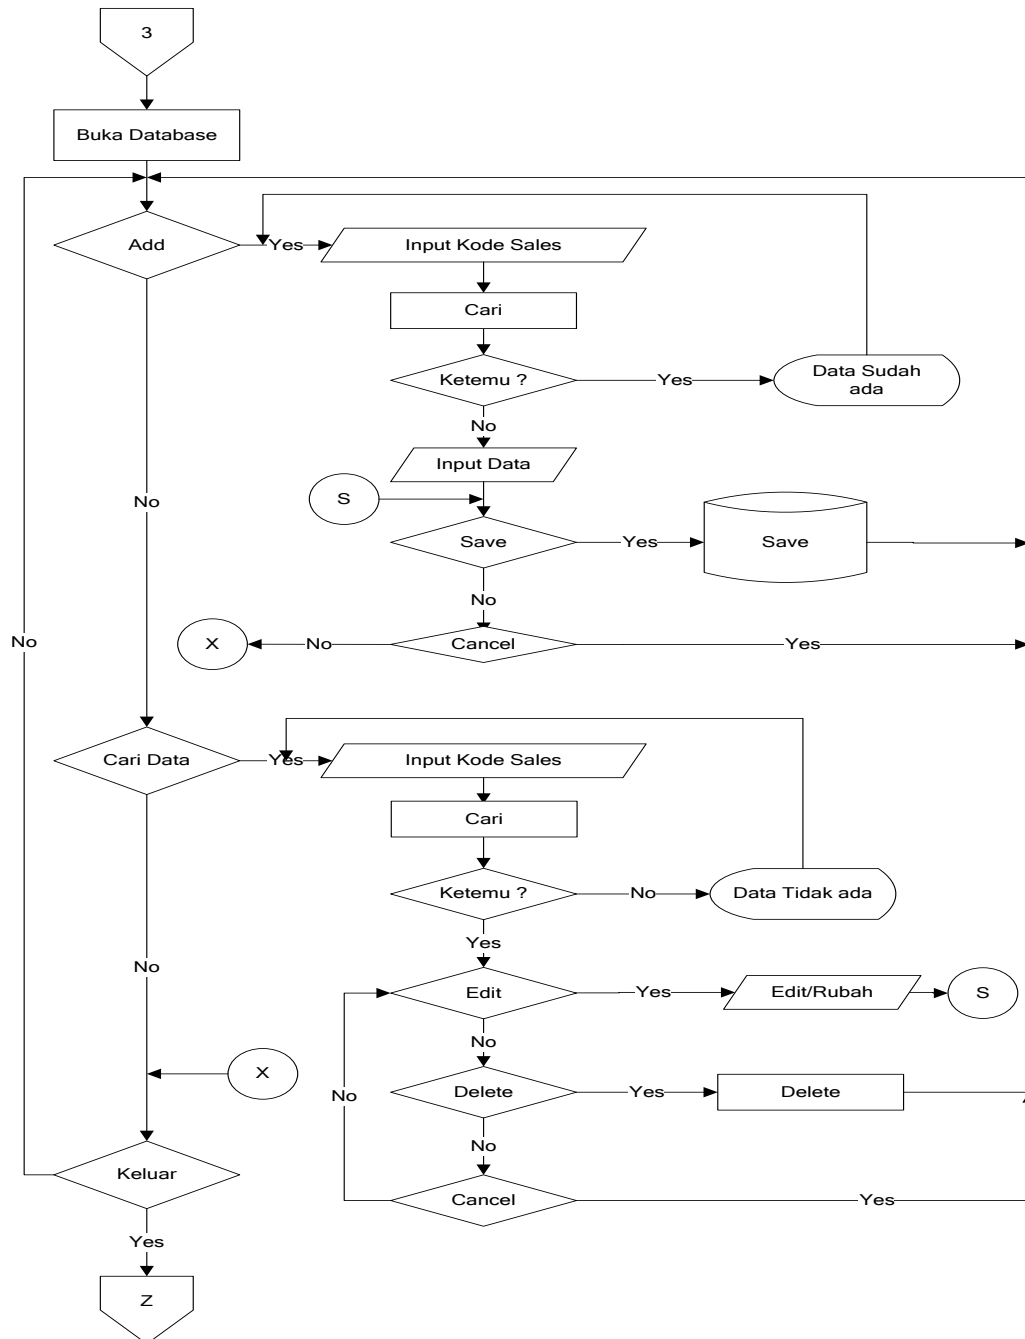 3
Buka Database
Add
Yes
Input Kode Sales
Cari
Ketemu ?
Yes
Data Sudah
ada
No
Input Data
S
No
Save
Yes
Save
No
No
X
No
Cancel
Yes
Cari Data
Yes
Input Kode Sales
Cari
Ketemu ?
No
Data Tidak ada
Yes
No
Edit
Yes
Edit/Rubah
S
No
X
Delete
Yes
Delete
No
No
Keluar
Cancel
Yes
Yes
Z